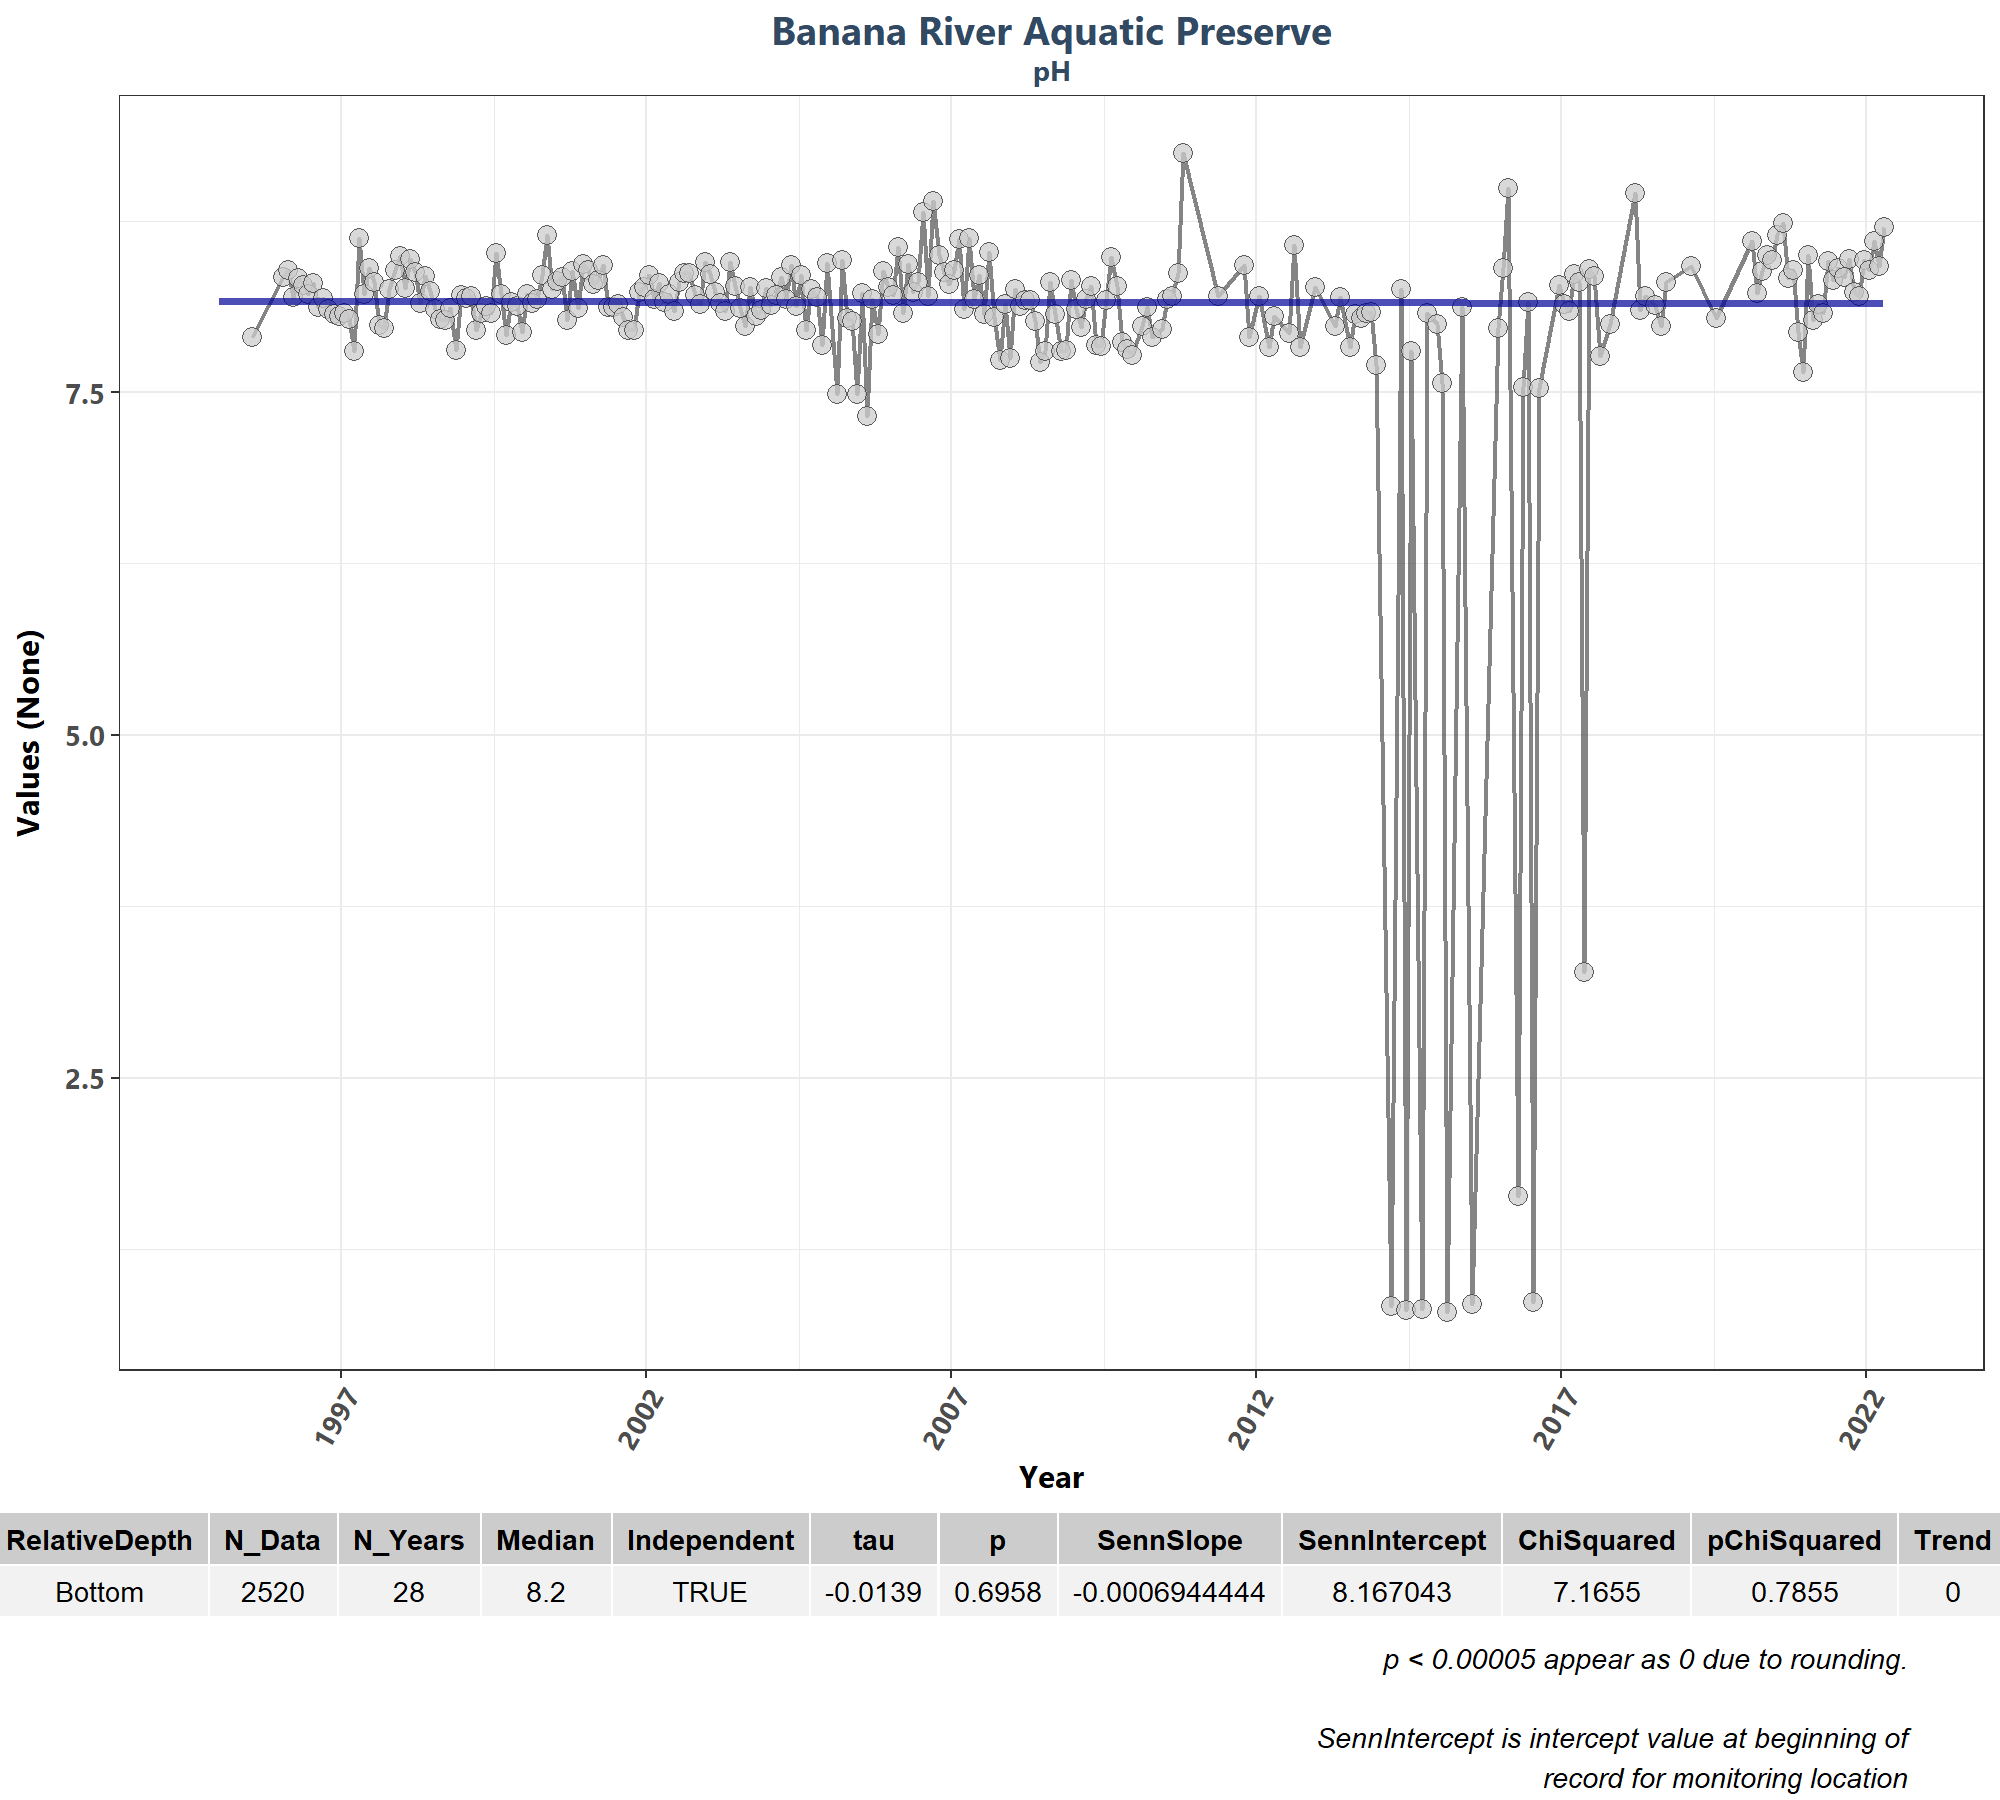 Banana River Aquatic Preserve
pH
Values (None)
7.5
5.0
2.5
1997
2002
2007
2012
2017
2022
Year
RelativeDepth N_Data N_Years Median Independent tau p SennSlope SennIntercept ChiSquared pChiSquared Trend
Bottom 2520 28 8.2 TRUE -0.0139 0.6958 -0.0006944444 8.167043 7.1655 0.7855 0
p < 0.00005 appear as 0 due to rounding.
SennIntercept is intercept value at beginning of
record for monitoring location